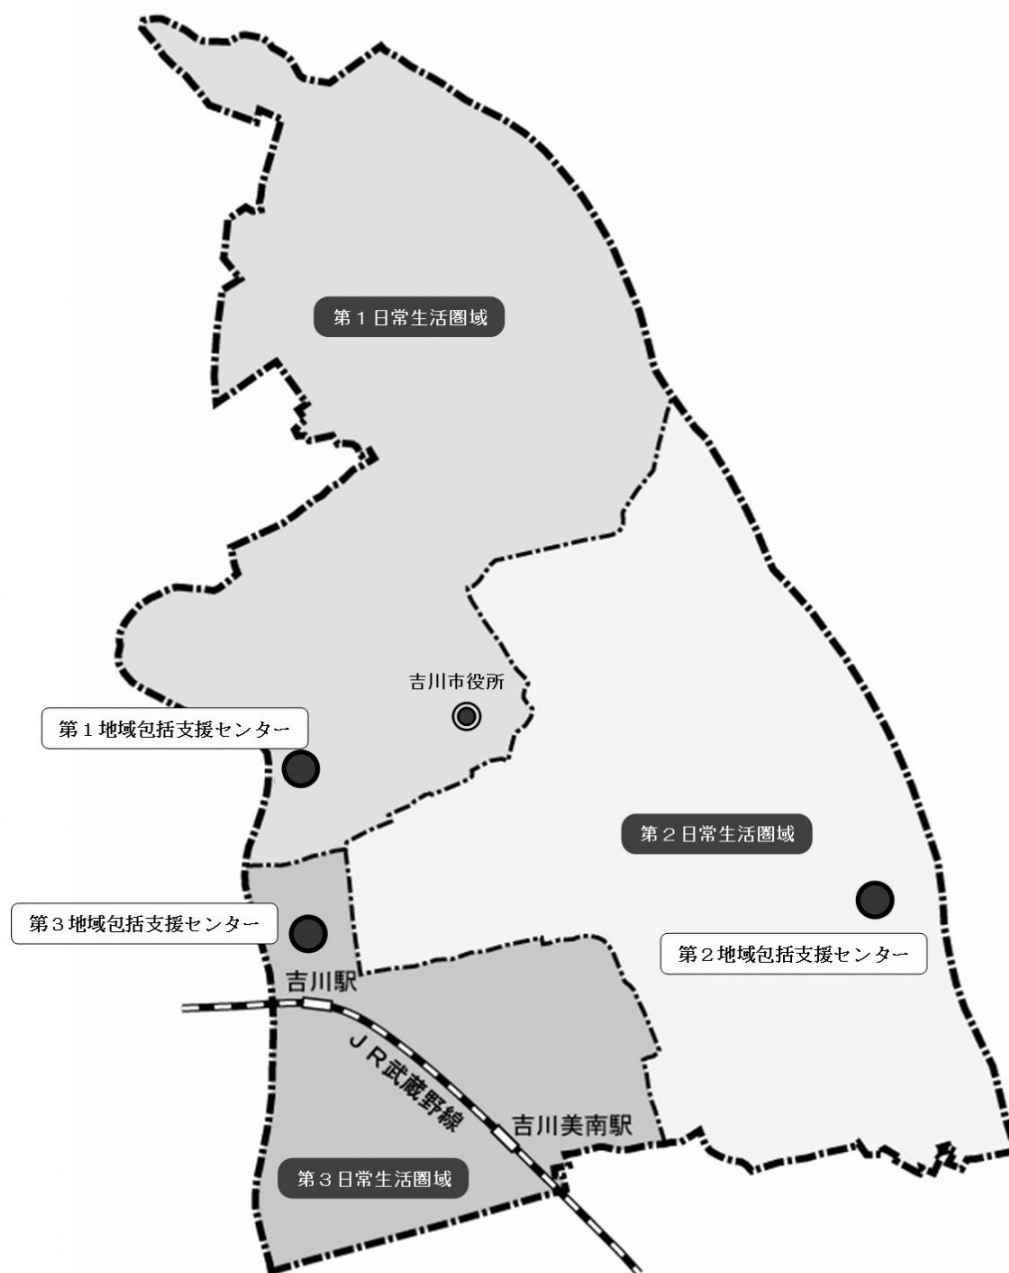 第1日常生活圏域
吉川市役所
第1地域包括支援センター
第2日常生活圏域
第3地域包括支援センター
第2地域包括支援センター
吉川駅
JR武蔵野線
吉川美南駅
第3日常生活圏域